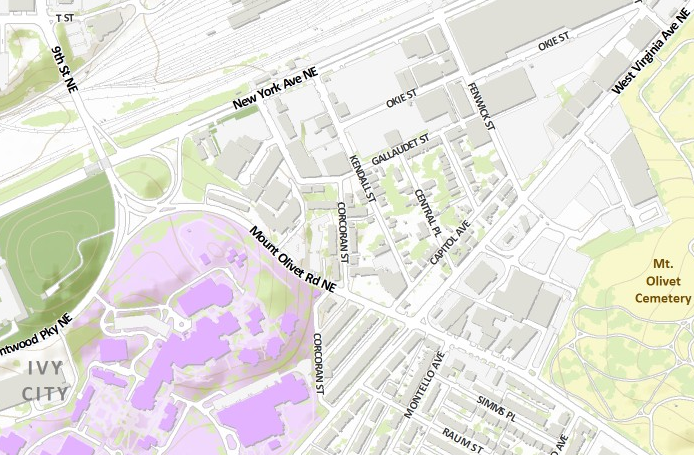 T ST
9th St NE
New York Ave NE
OKIE ST
OKIE ST
West Virginia Ave NE
FENWICK ST
GALLAUDET ST
KENDALL ST
CENTRAL PL
CORCORAN ST
CAPITOL AVE
Mount Olivet Rd NE
Mt.
Olivet
Cemetery
ntwood Pky NE
IVY
CITY
CORCORAN ST
MONTELLO AVE
SIMMS PL
RAUM ST
O AVE